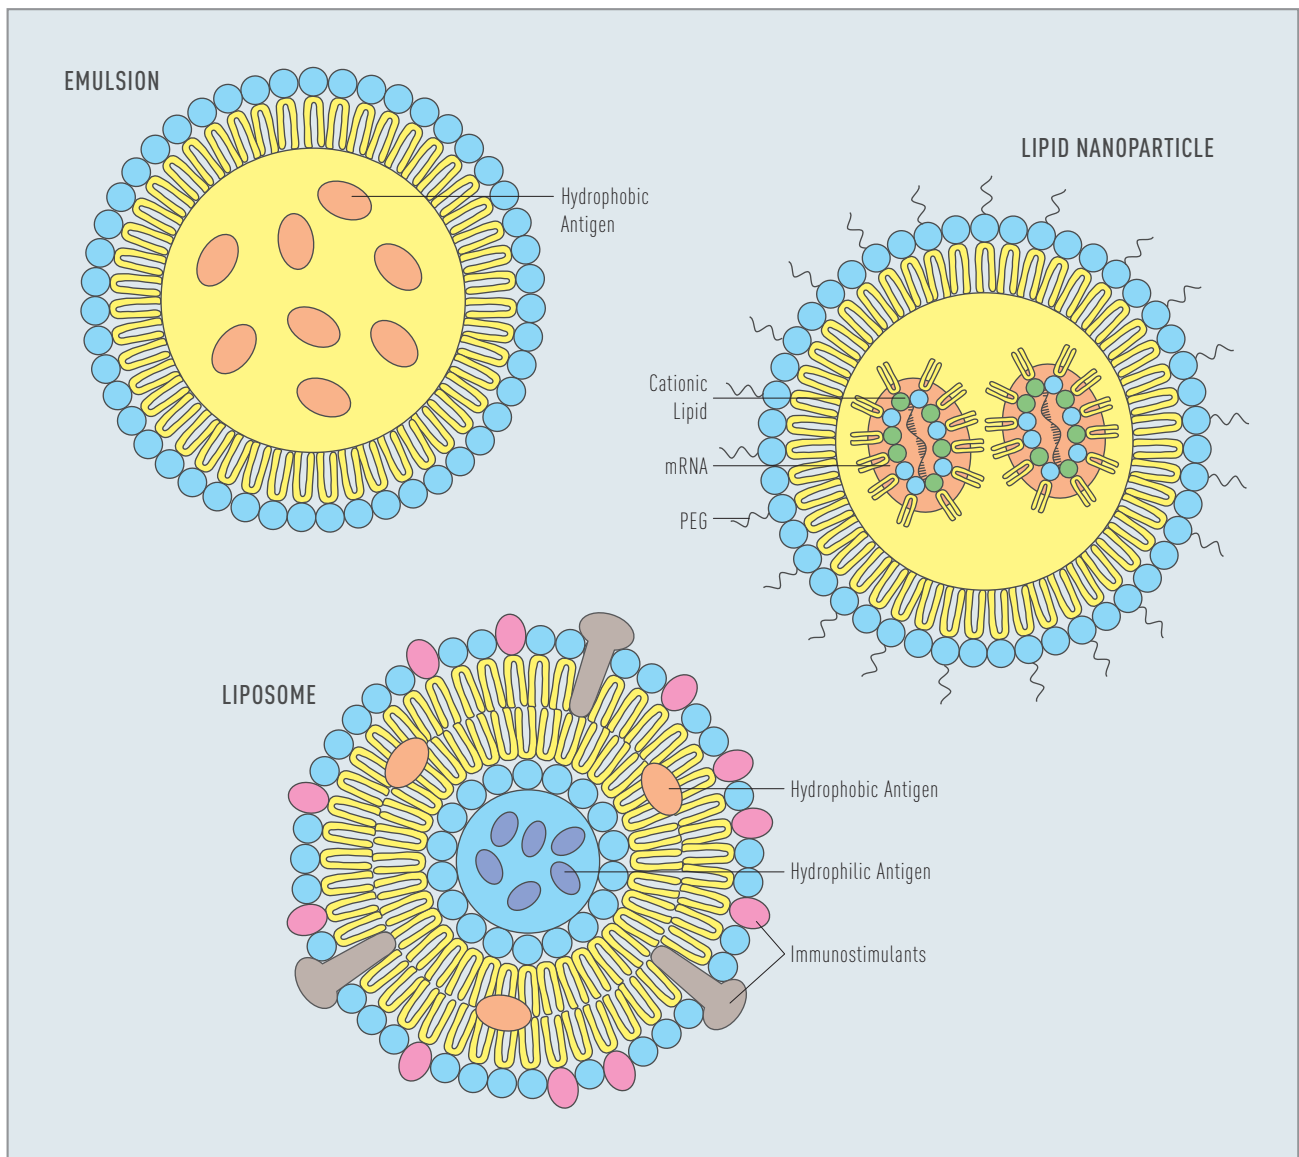 EMULSION
Hydrophobic
Antigen
LIPID NANOPARTICLE
Cationic
Lipid
mRNA
PEG
LIPOSOME
Hydrophobic Antigen
Hydrophilic Antigen
Immunostimulants